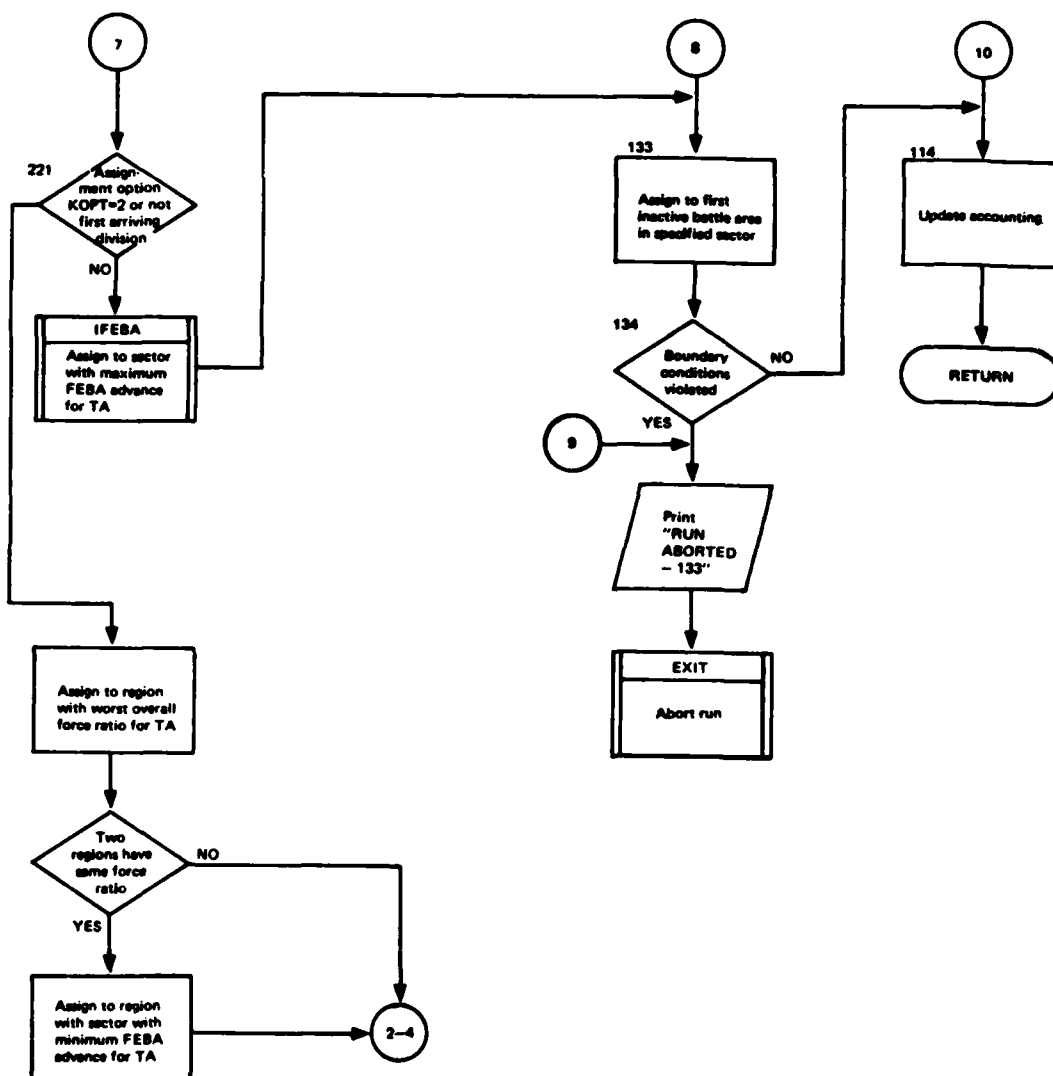 7
221
Assign-
ment option
KOPT=2 or not
first arriving
division
NO
IFEBA
Assign to sector
with maximum
FEBA advance
for TA
Assign to region
with worst overall
force ratio for TA
Two
regions have
same force
ratio
NO
YES
Assign to region
with sector with
minimum FEBA
advance for TA
2-4
8
133
Assign to first
inactive battle area
in specified sector
134
Boundary
conditions
violated
NO
YES
9
Print
"RUN
ABORTED
- 133"
EXIT
Abort run
10
114
Update accounting
RETURN